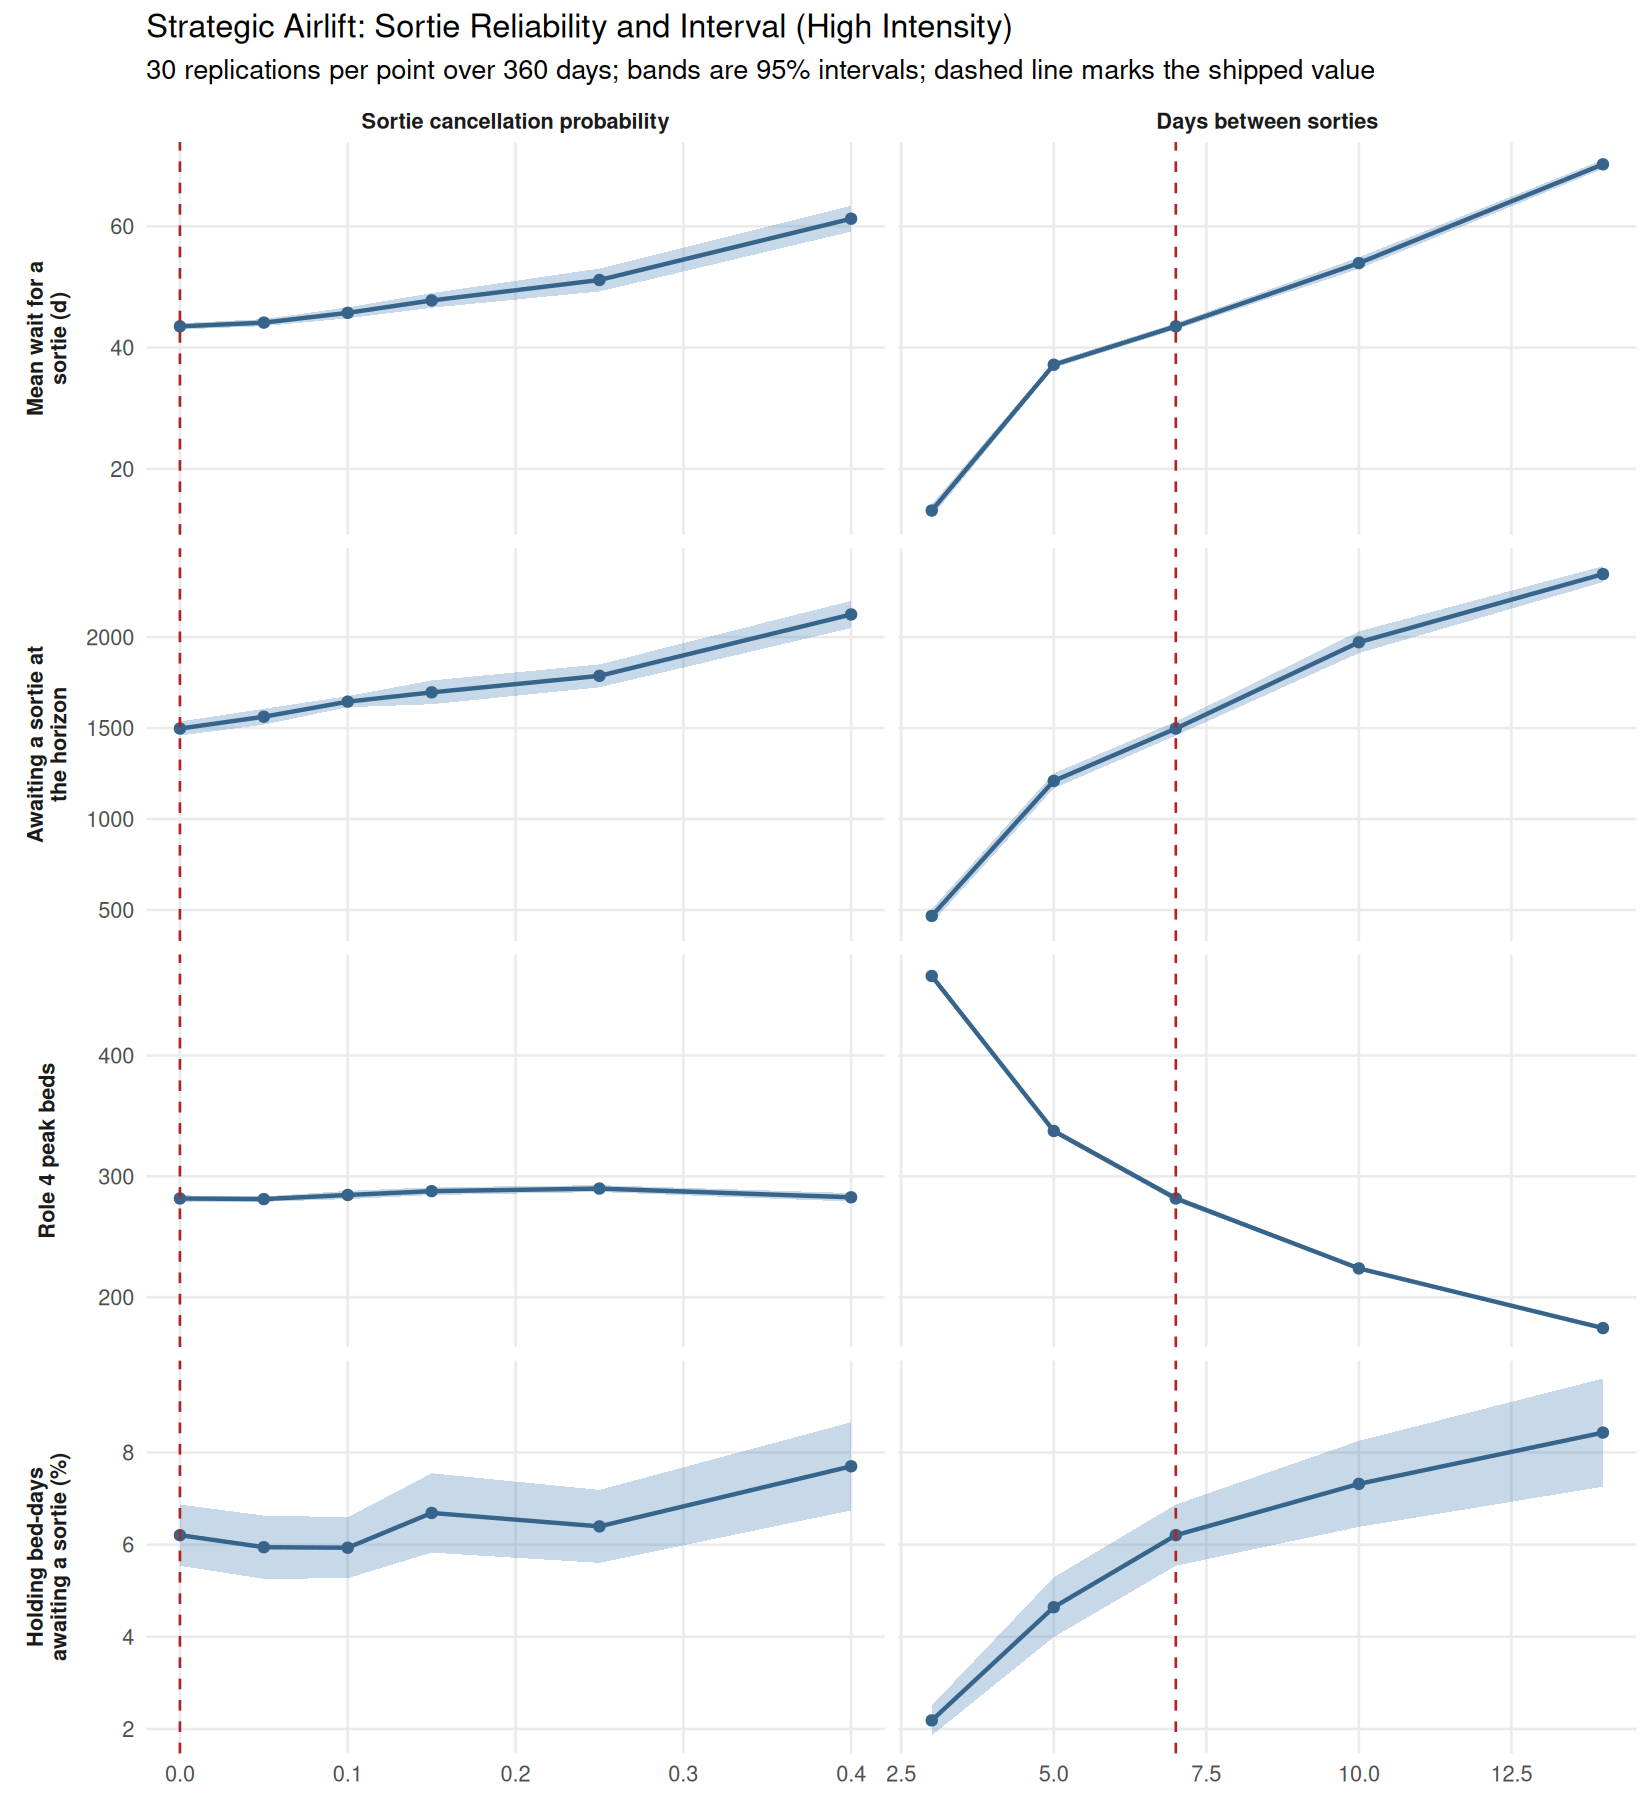 Strategic Airlift: Sortie Reliability and Interval (High Intensity)
30 replications per point over 360 days; bands are 95% intervals; dashed line marks the shipped value
Sortie cancellation probability
Days between sorties
Mean wait for a
sortie (d)
60
40
20
Awaiting a sortie at
the horizon
2000
1500
1000
500
Role 4 peak beds
400
300
200
Holding bed-days
awaiting a sortie (%)
8
6
4
2
0.0 0.1 0.2 0.3 0.4 2.5 5.0 7.5 10.0 12.5